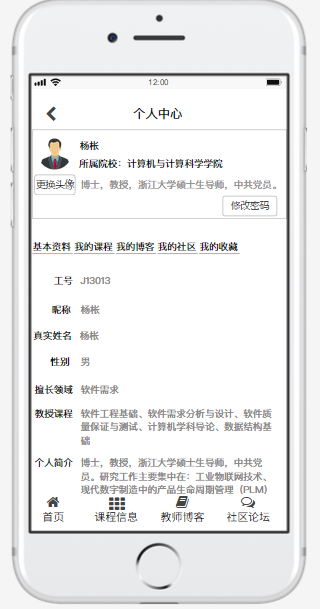 12:00
个人中心
杨枨
所属院校：计算机与计算科学学院
更换头像 博士，教授，浙江大学硕士生导师，中共党员。
修改密码
基本资料 我的课程 我的博客 我的社区 我的收藏
工号 J13013
昵称 杨枨
真实姓名 杨枨
性别 男
擅长领域 软件需求
教授课程 软件工程基础、软件需求分析与设计、软件质
量保证与测试、计算机学科导论、数据结构基
础
个人简介 博士，教授，浙江大学硕士生导师，中共党
员。研究工作主要集中在：工业物联网技术、
现代数字制造中的产品生命周期管理（PLM）
首页 课程信息 教师博客 社区论坛